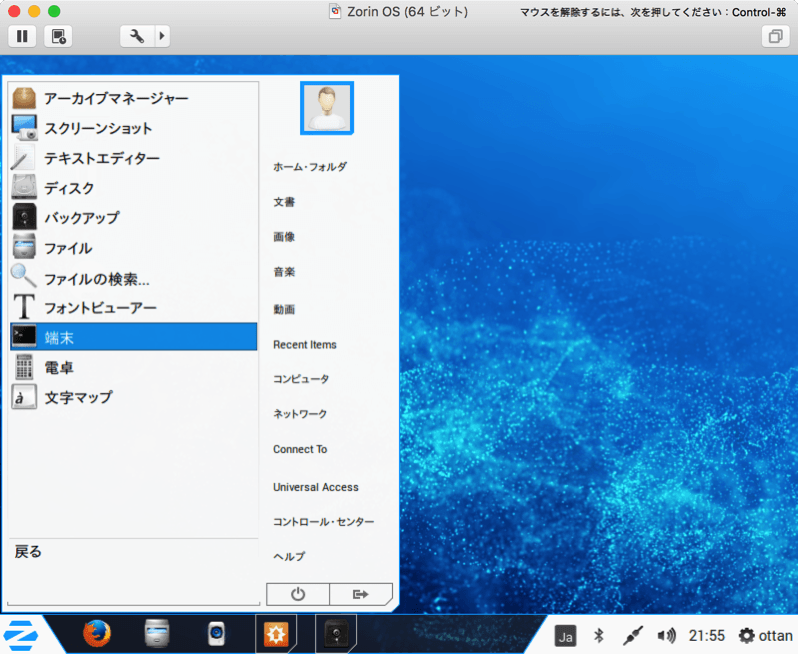 Zorin OS (64 ビット)
マウスを解除するには、次を押してください：Control-⌘
アーカイブマネージャー
スクリーンショット
テキストエディター
ディスク
バックアップ
ファイル
ファイルの検索...
フォントビューアー
端末
電卓
文字マップ
戻る
ホーム・フォルダ
文書
画像
音楽
動画
Recent Items
コンピュータ
ネットワーク
Connect To
Universal Access
コントロール・センター
ヘルプ
Ja
21:55
ottan